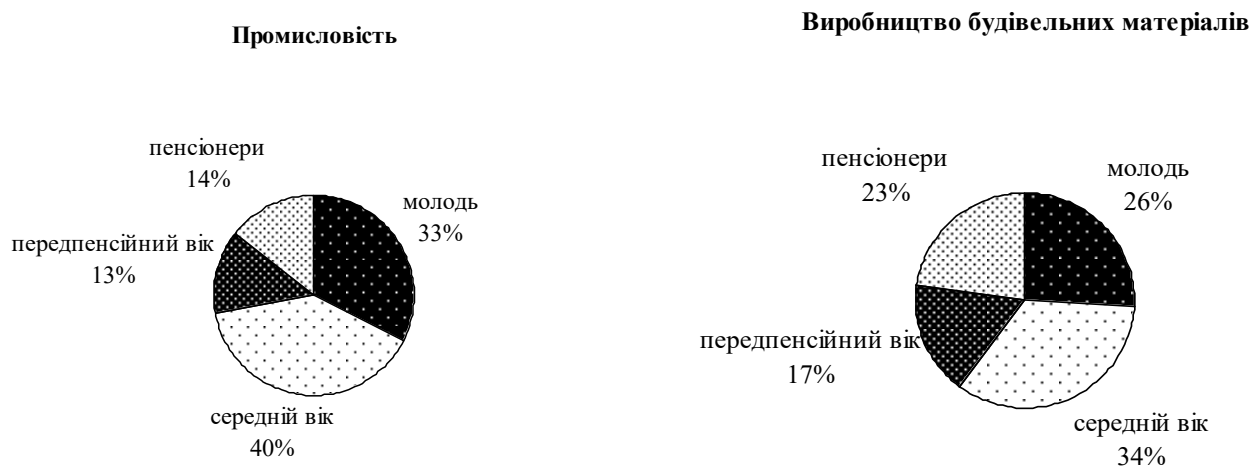 Промисловість
пенсіонери
14%
молодь
33%
передпенсійний вік
13%
середній вік
40%
Виробництво будівельних матеріалів
пенсіонери
23%
молодь
26%
передпенсійний вік
17%
середній вік
34%